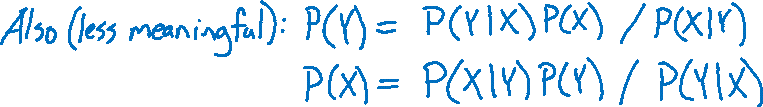 Also (less meaningful): P(Y) = P(Y|X)P(X) / P(X|Y)
P(X) = P(X|Y)P(Y) / P(Y|X)